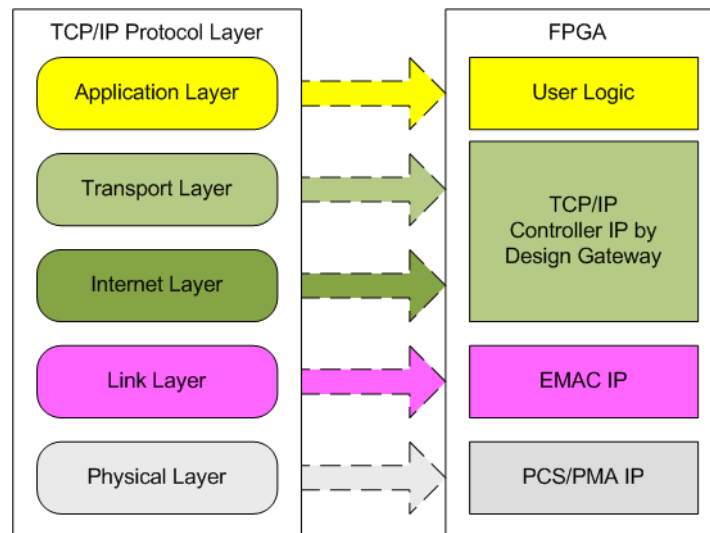 TCP/IP Protocol Layer
Application Layer
Transport Layer
Internet Layer
Link Layer
Physical Layer
FPGA
User Logic
TCP/IP
Controller IP by
Design Gateway
EMAC IP
PCS/PMA IP